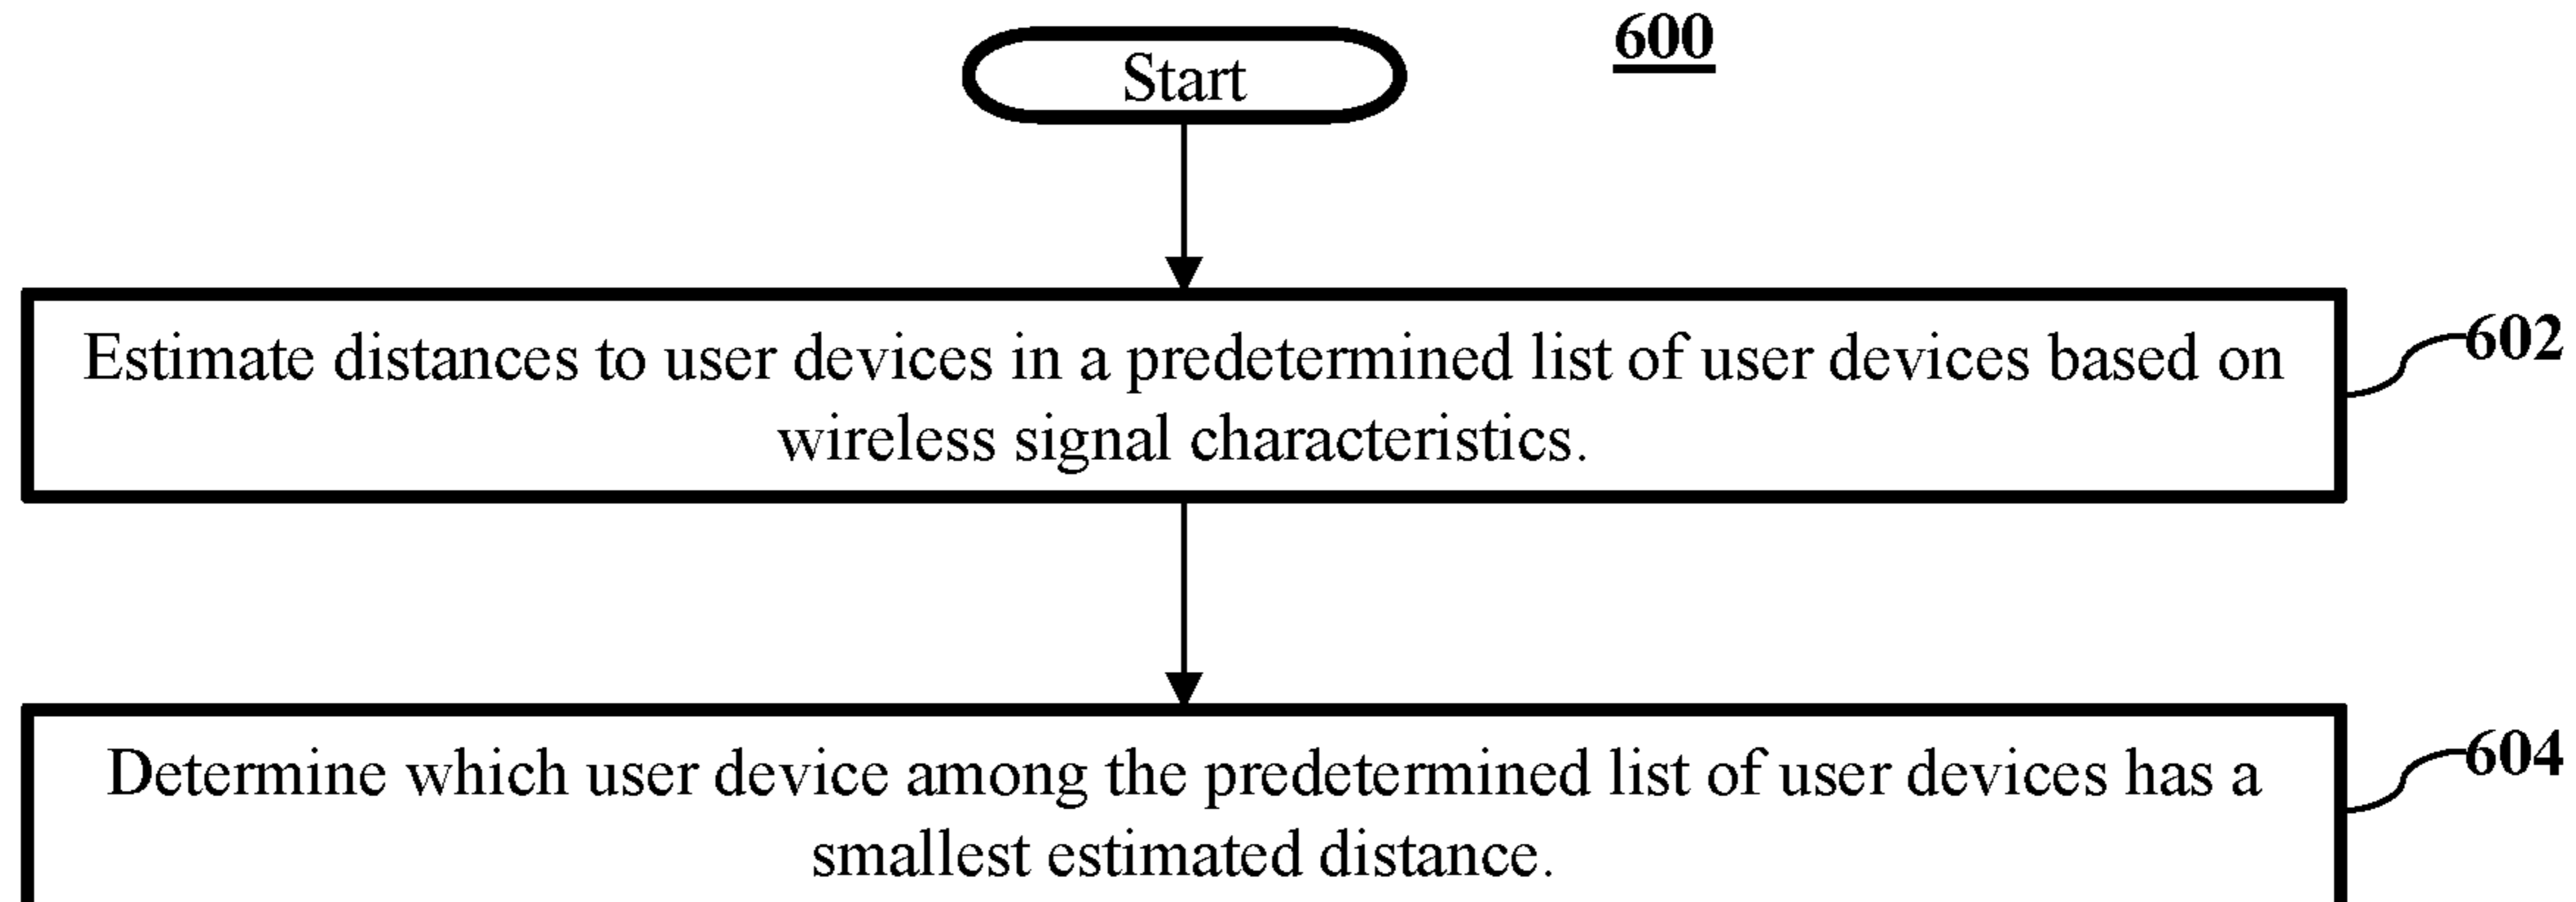 600
Start
Estimate distances to user devices in a predetermined list of user devices based on
wireless signal characteristics.
602
Determine which user device among the predetermined list of user devices has a
smallest estimated distance.
604